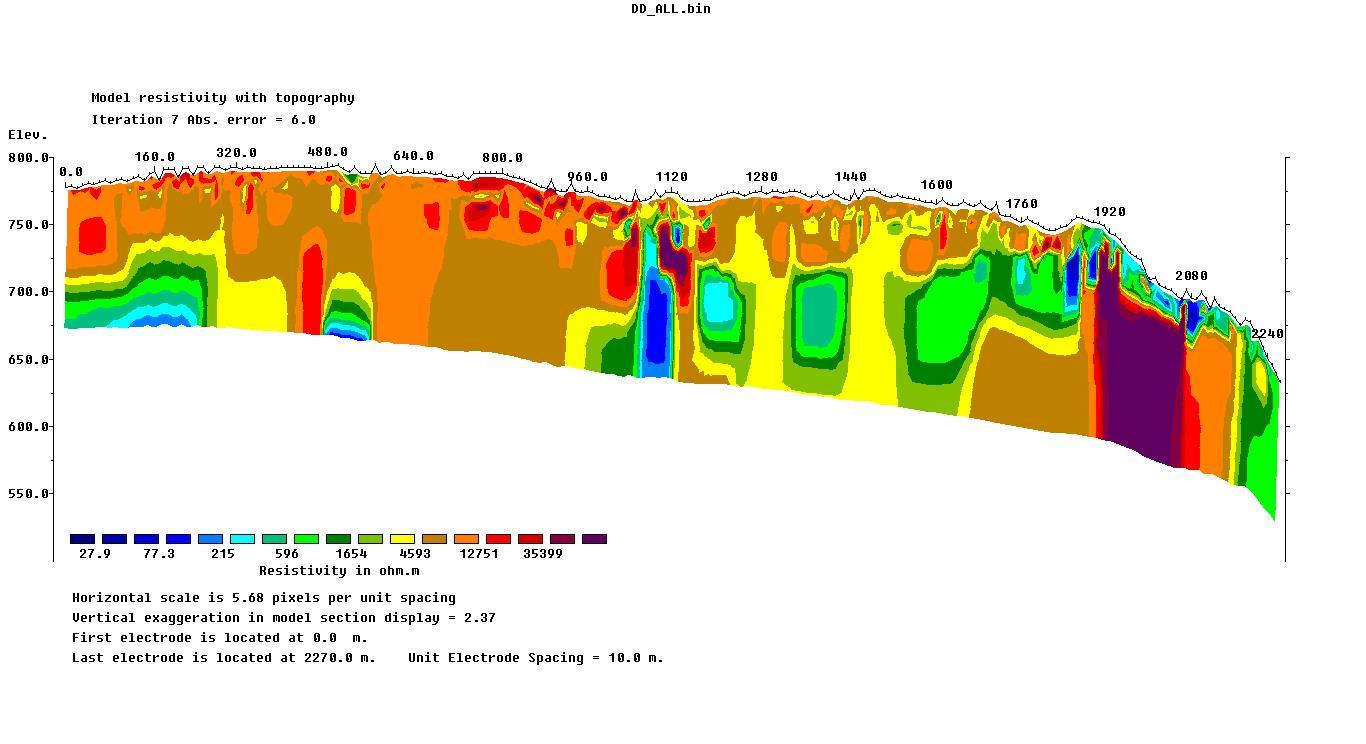 DD_ALL.bin
Model resistivity with topography
Iteration 7 Abs. error = 6.0
Elev.
800.0
0.0
160.0
320.0
480.0
640.0
800.0
960.0
1120
1280
1440
1600
1760
1920
2080
2240
750.0
700.0
650.0
600.0
550.0
27.9 77.3 215 596 1654 4593 12751 35399
Resistivity in ohm.m
Horizontal scale is 5.68 pixels per unit spacing
Vertical exaggeration in model section display = 2.37
First electrode is located at 0.0 m.
Last electrode is located at 2270.0 m. Unit Electrode Spacing = 10.0 m.